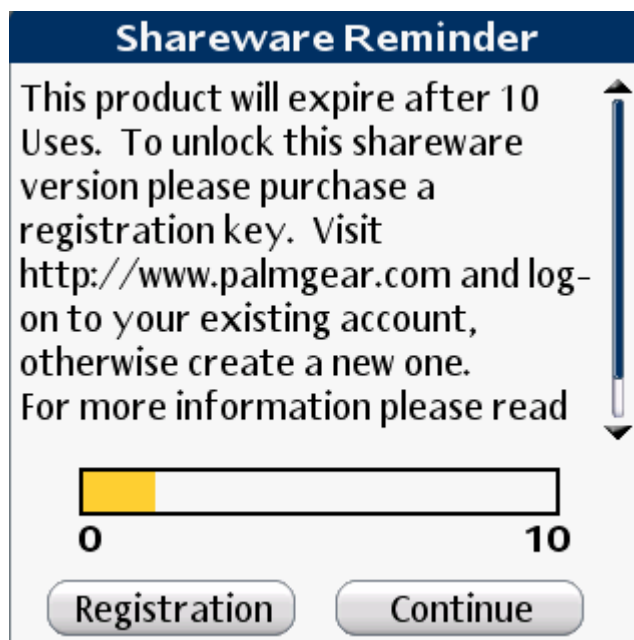 Shareware Reminder
This product will expire after 10
Uses.  To unlock this shareware
version please purchase a
registration key.  Visit
http://www.palmgear.com and log-
on to your existing account,
otherwise create a new one.
For more information please read
0 10
Registration Continue